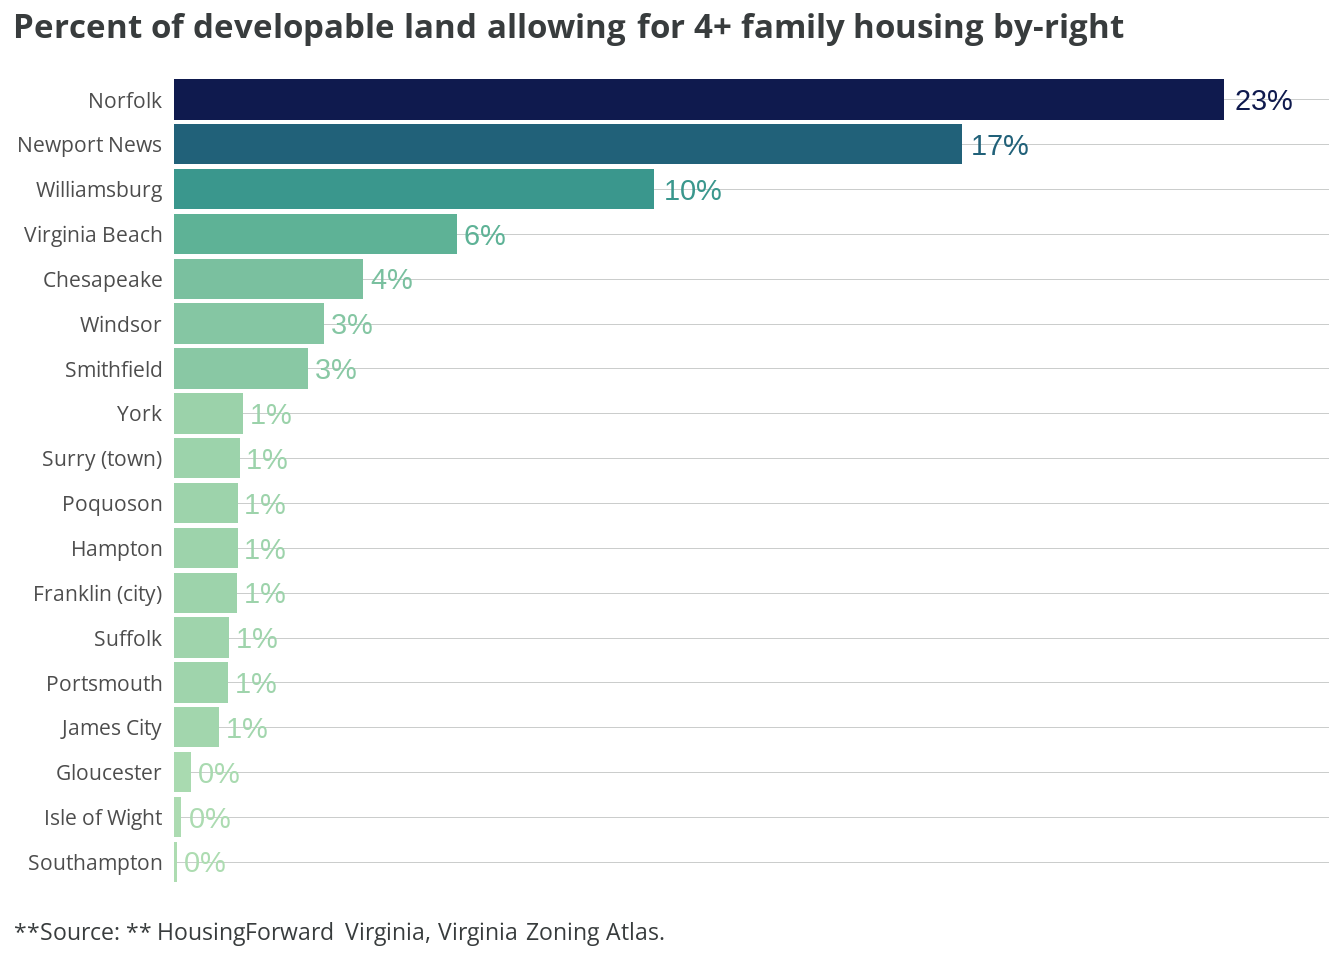 Percent of developable land allowing for 4+ family housing by-right
Norfolk 23%
Newport News 17%
Williamsburg 10%
Virginia Beach 6%
Chesapeake 4%
Windsor 3%
Smithfield 3%
York 1%
Surry (town) 1%
Poquoson 1%
Hampton 1%
Franklin (city) 1%
Suffolk 1%
Portsmouth 1%
James City 1%
Gloucester 0%
Isle of Wight 0%
Southampton 0%
**Source: ** HousingForward Virginia, Virginia Zoning Atlas.